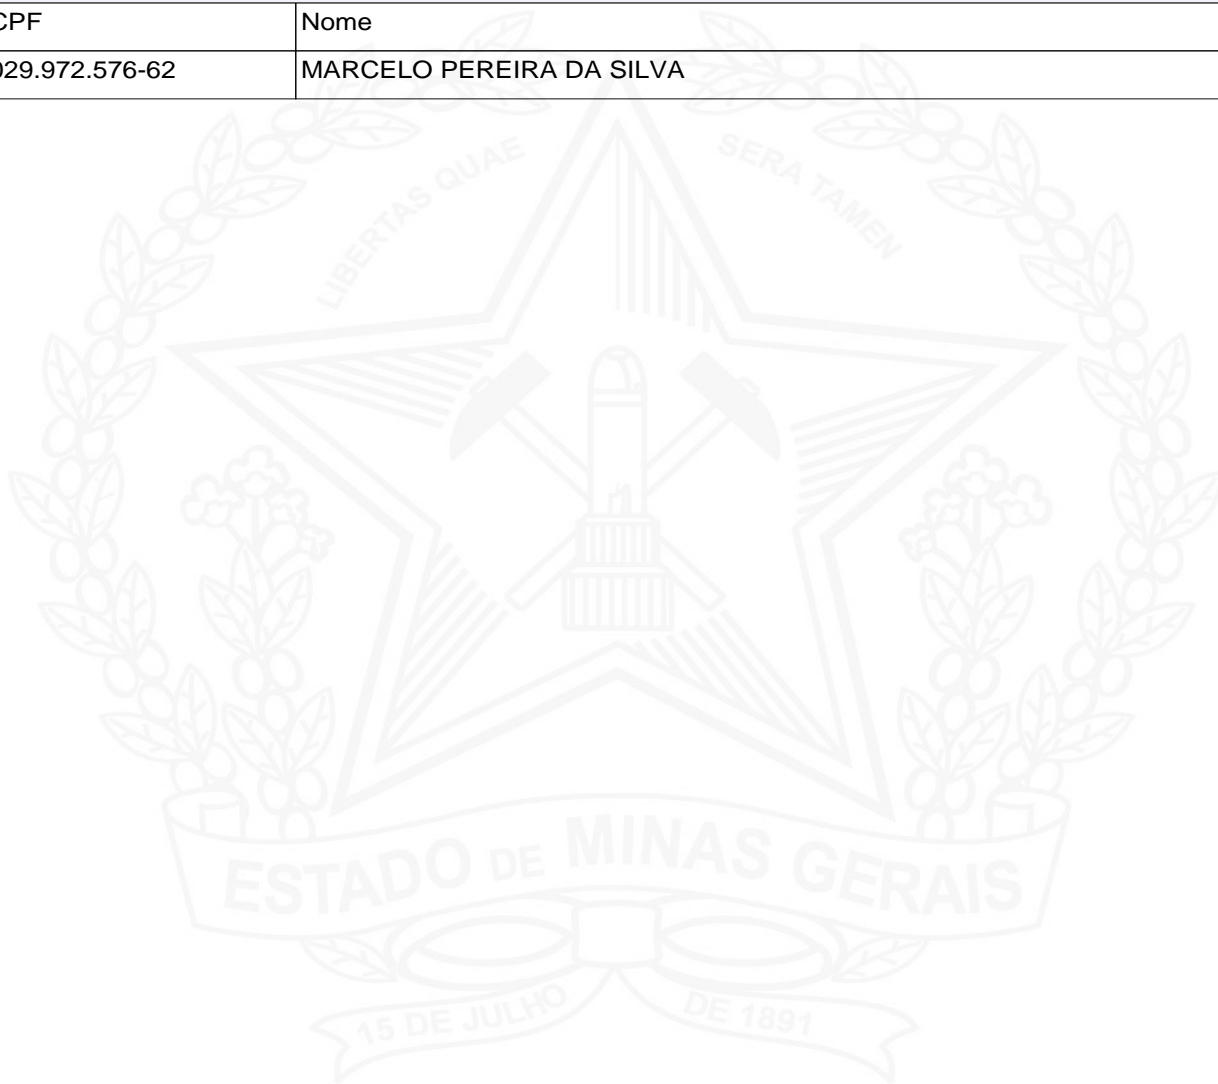 CPF Nome
029.972.576-62 MARCELO PEREIRA DA SILVA
LIBERTAS QUAE SERA TAMEN
ESTADO DE MINAS GERAIS
15 DE JULHO DE 1891